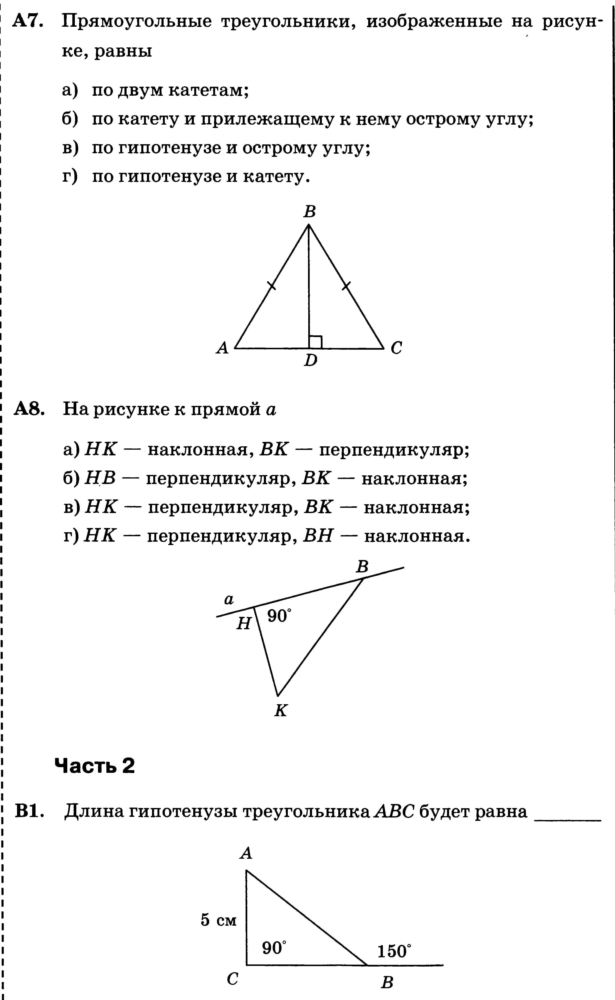 А7. Прямоугольные треугольники, изображенные на рисун-
ке, равны
а) по двум катетам;
б) по катету и прилежащему к нему острому углу;
в) по гипотенузе и острому углу;
г) по гипотенузе и катету.
B
A
D
C
А8. На рисунке к прямой a
а) HK — наклонная, BK — перпендикуляр;
б) HB — перпендикуляр, BK — наклонная;
в) HK — перпендикуляр, BK — наклонная;
г) HK — перпендикуляр, BH — наклонная.
B
a
H
90°
K
Часть 2
В1. Длина гипотенузы треугольника ABC будет равна ______
A
5 см
90°
150°
C
B